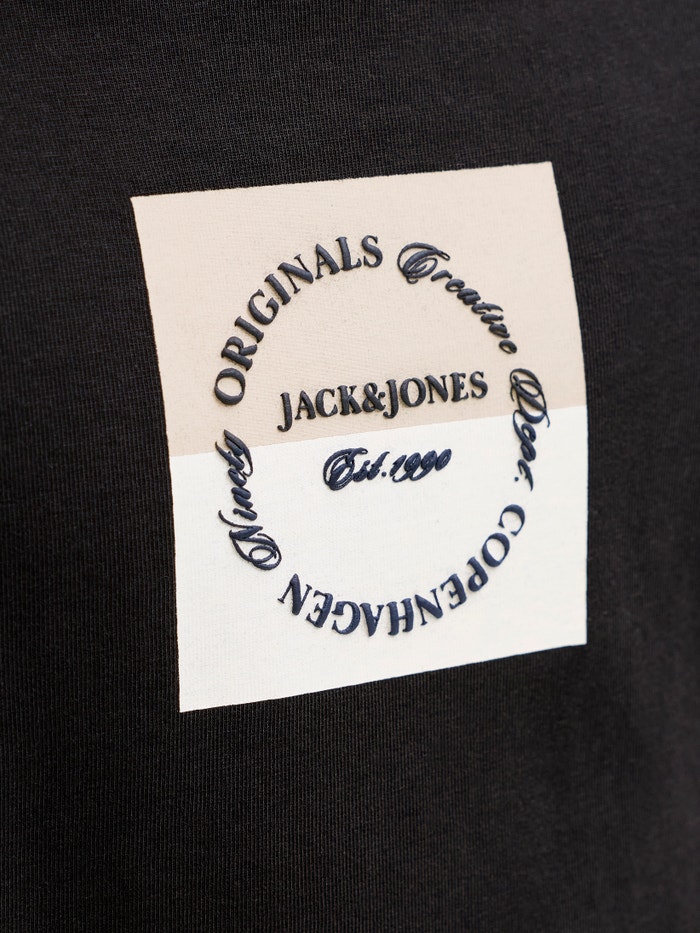 ORIGINALS Creative Dept. COPENHAGEN Ninety
JACK&JONES
Est.1990